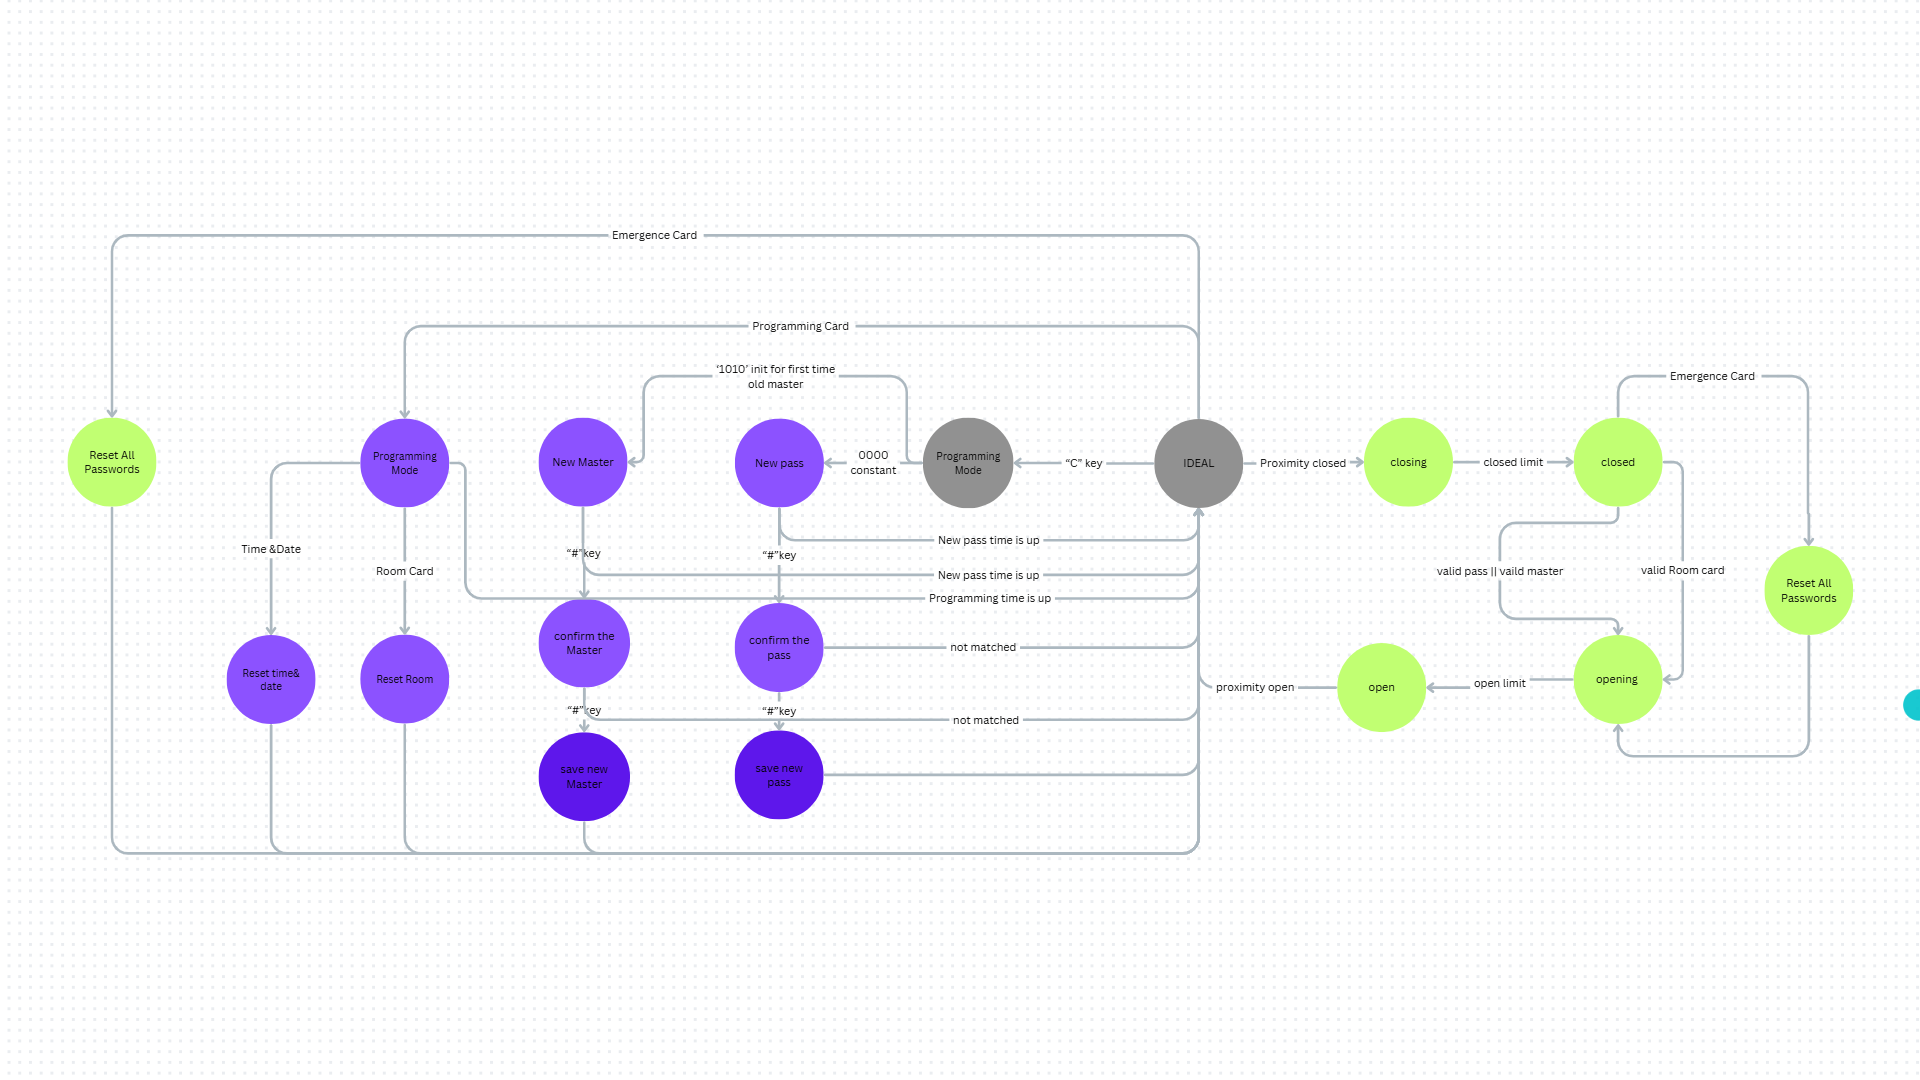 Emergence Card
Programming Card
‘1010’ init for first time
old master
Emergence Card
Reset All
Passwords
Programming
Mode
New Master
New pass
0000
constant
Programming
Mode
“C” key
IDEAL
Proximity closed
closing
closed limit
closed
Time &Date
Room Card
“#”key
“#”key
New pass time is up
New pass time is up
Programming time is up
valid pass || vaild master
valid Room card
Reset All
Passwords
confirm the
Master
confirm the
pass
not matched
Reset time&
date
Reset Room
proximity open
open
open limit
opening
“#”key
“#”key
not matched
save new
Master
save new
pass